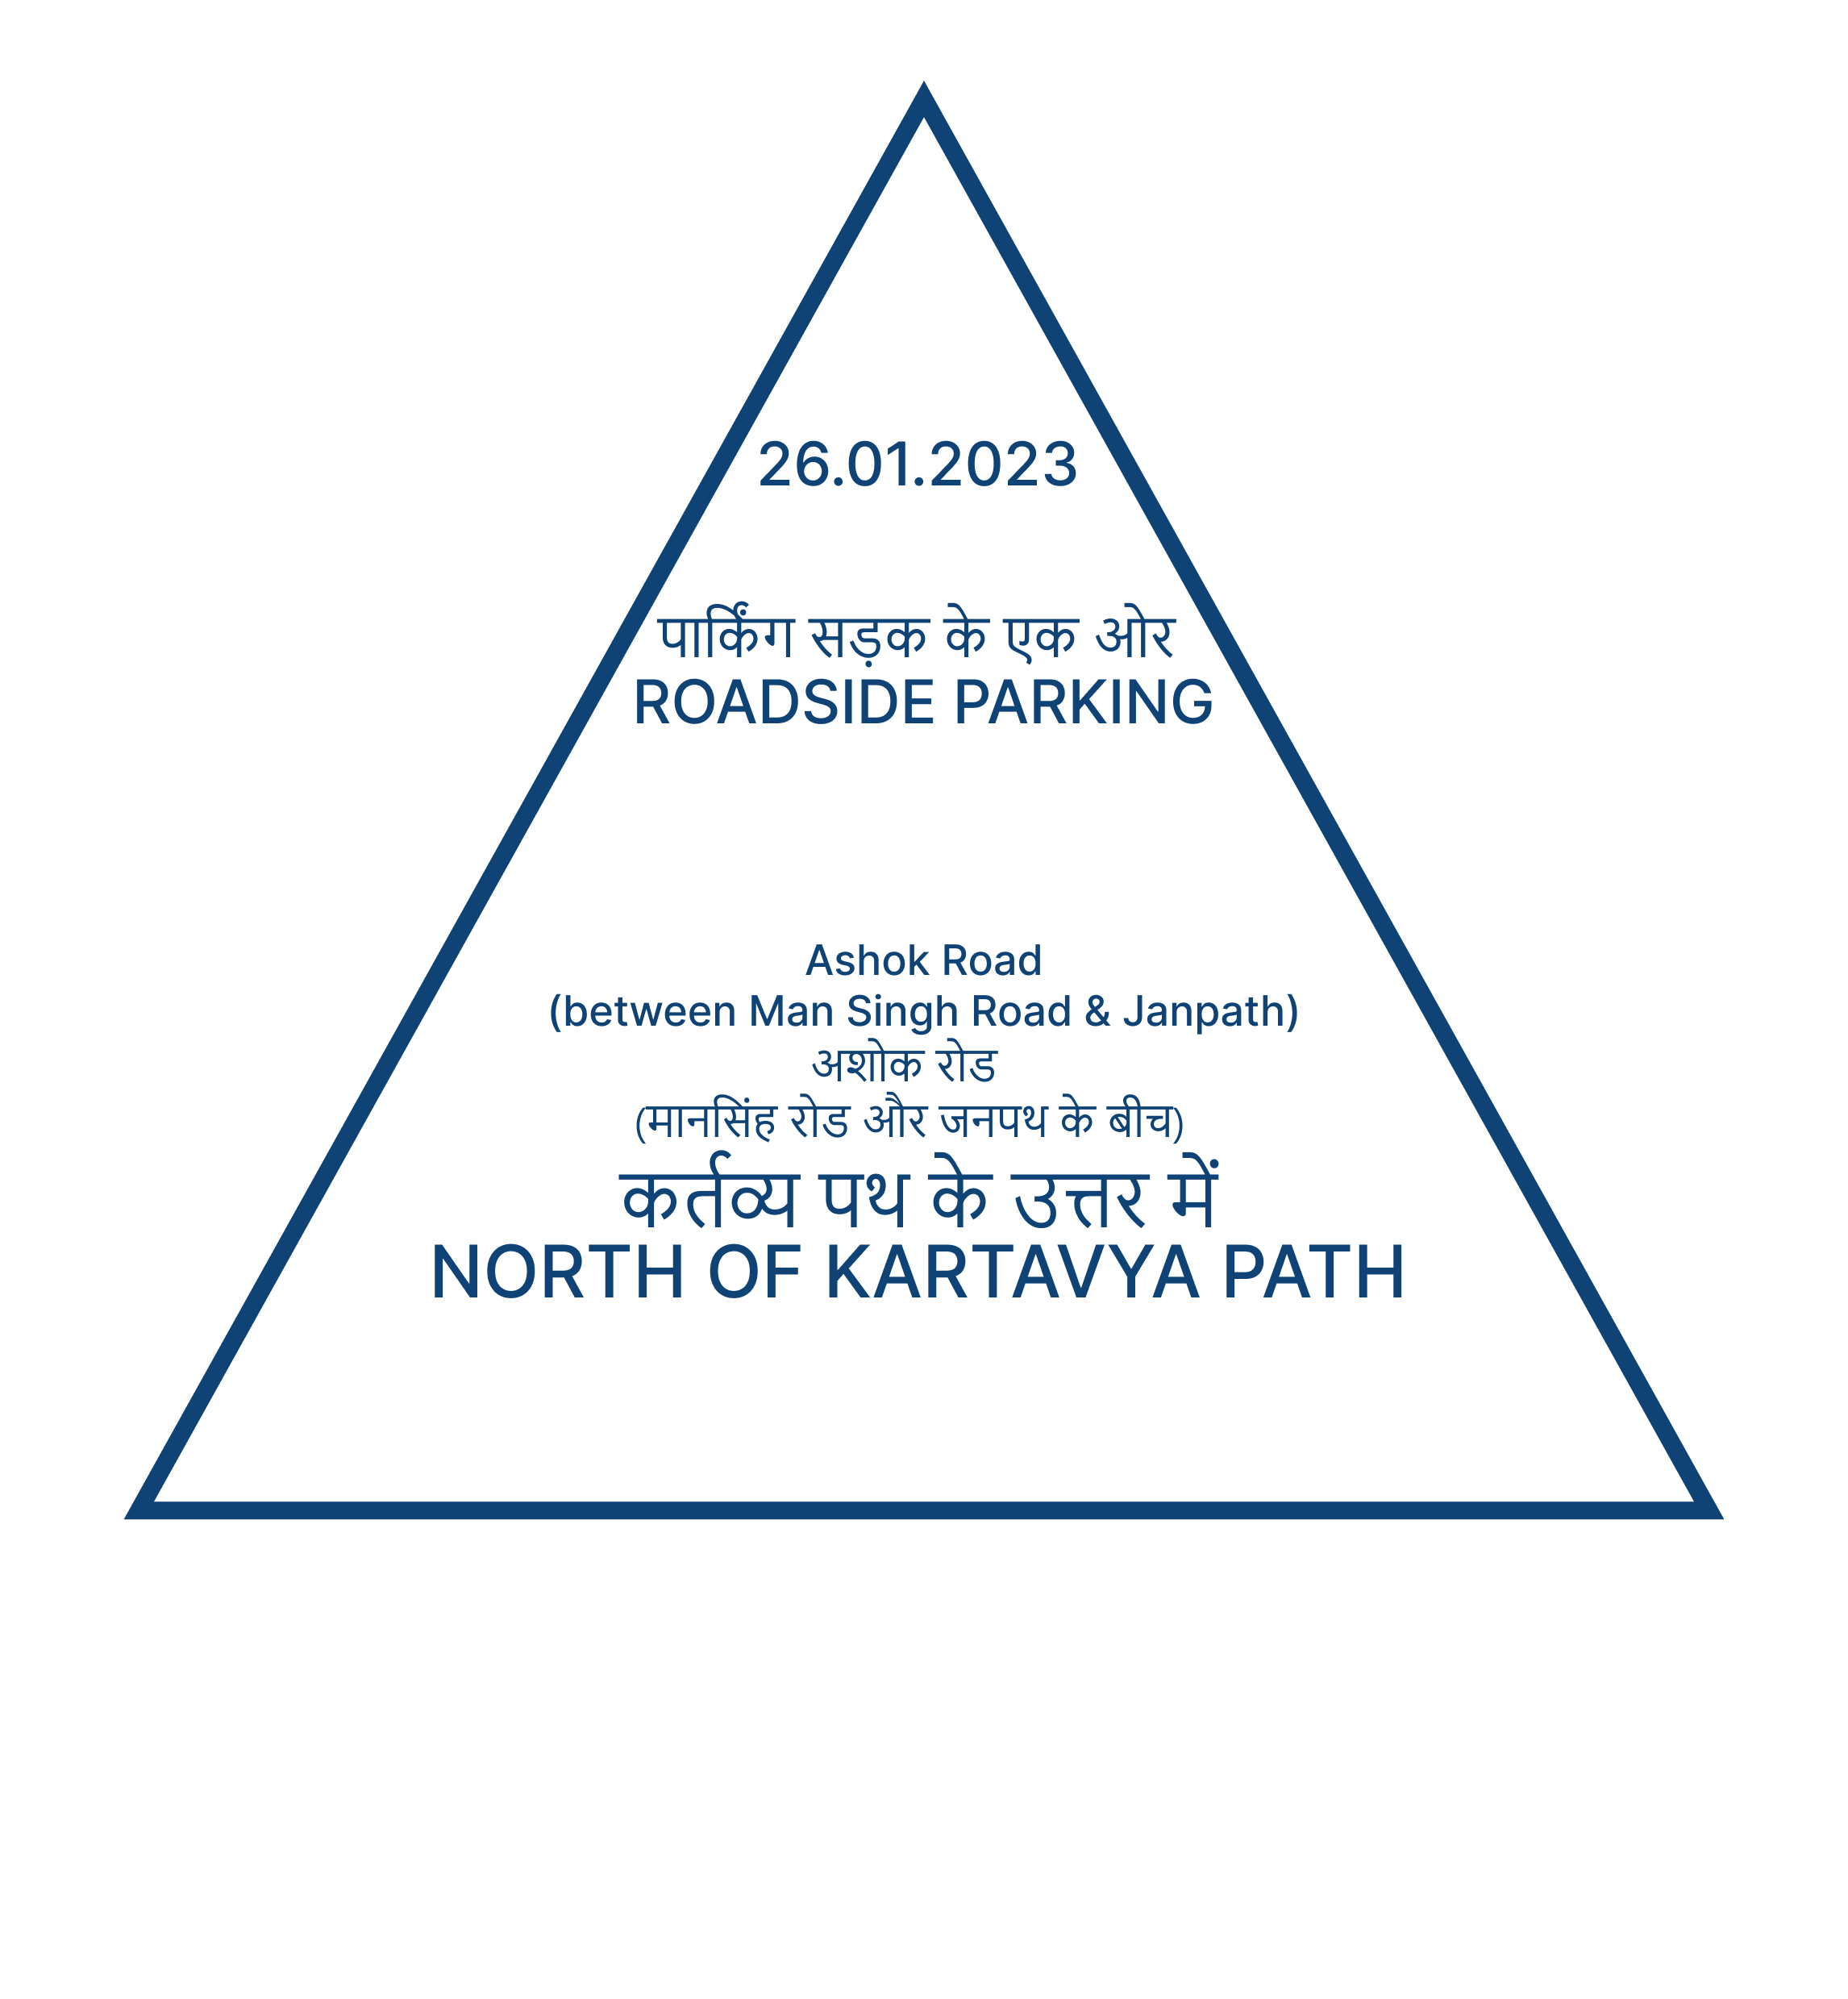 26.01.2023
पार्किंग सड़क के एक ओर
ROADSIDE PARKING
Ashok Road
(between Man Singh Road & Janpath)
अशोक रोड
(मानसिंह रोड और जनपथ के बीच)
कर्तव्य पथ के उत्तर में
NORTH OF KARTAVYA PATH